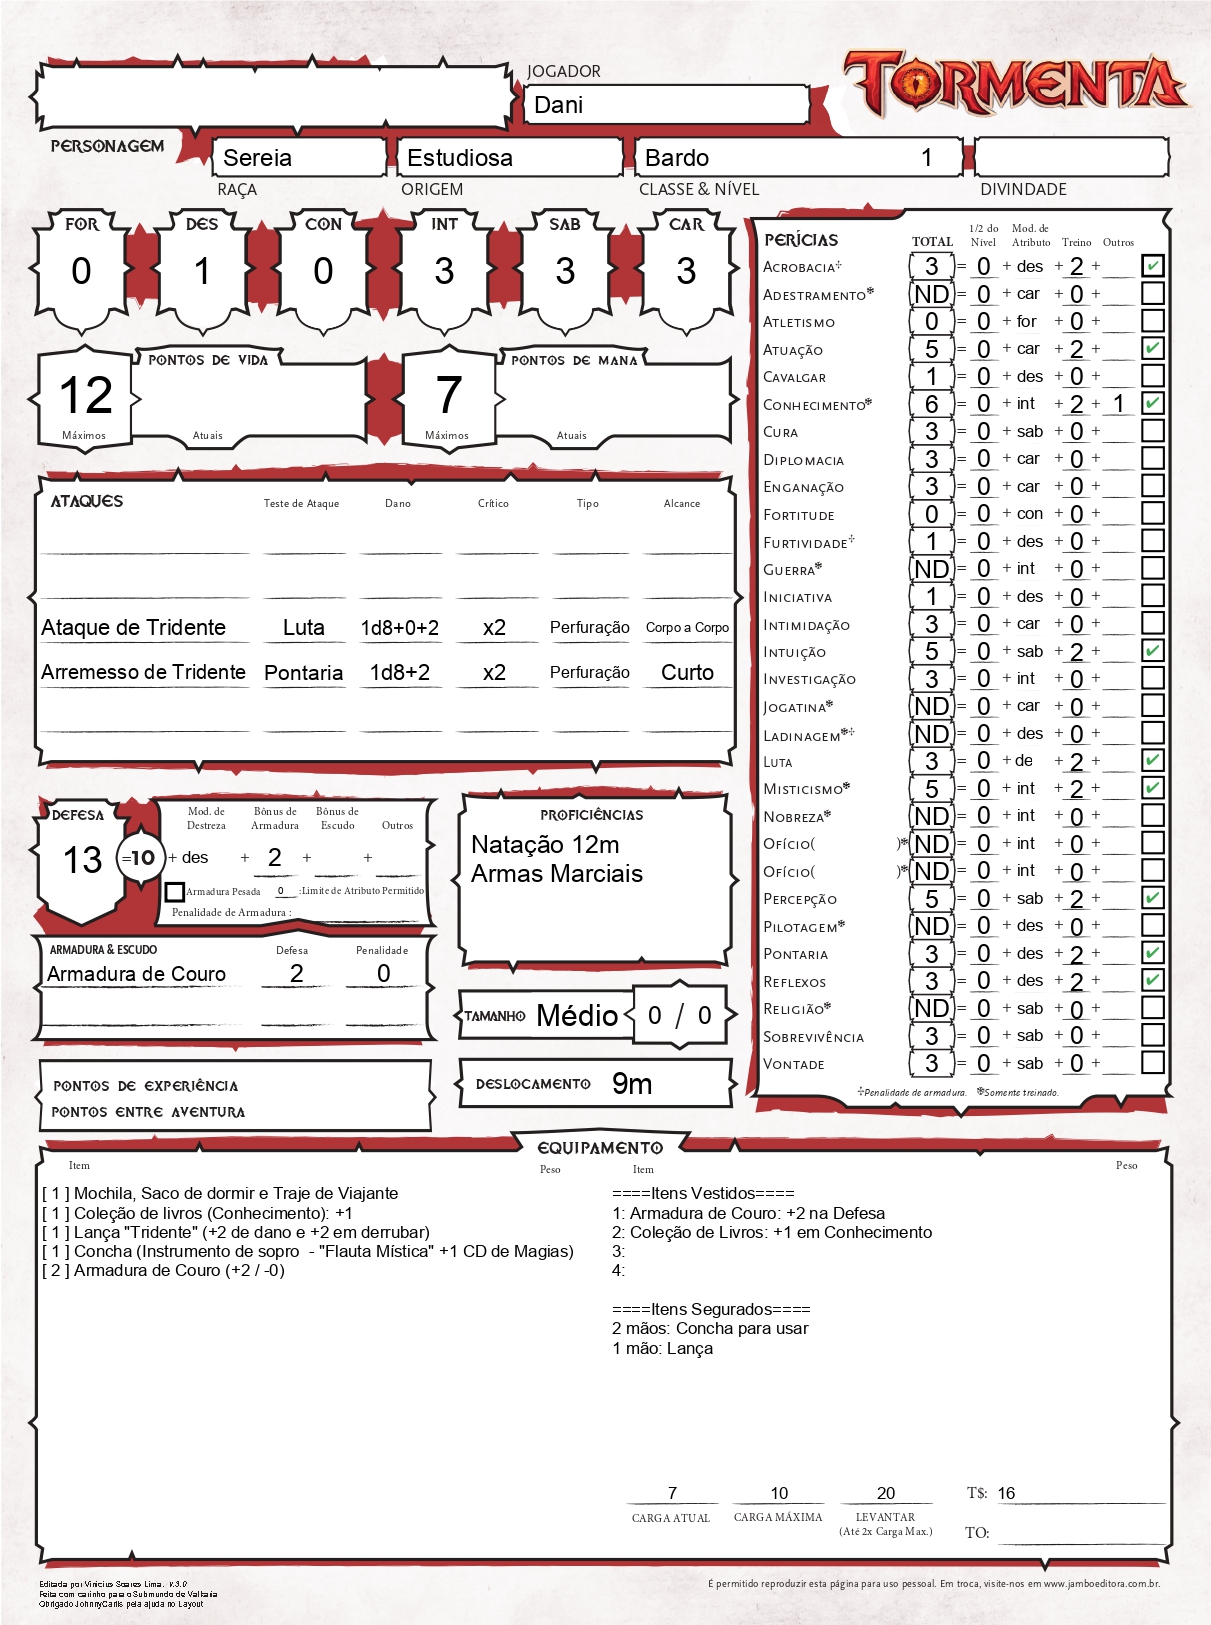 JOGADOR
TORMENTA
Dani
PERSONAGEM
Sereia Estudiosa Bardo 1
RAÇA ORIGEM CLASSE & NÍVEL DIVINDADE
FOR DES CON INT SAB CAR
0 1 0 3 3 3
PONTOS DE VIDA PONTOS DE MANA
12 7
Máximos Atuais Máximos Atuais
ATAQUES Teste de Ataque Dano Crítico Tipo Alcance
Ataque de Tridente Luta 1d8+0+2 x2 Perfuração Corpo a Corpo
Arremesso de Tridente Pontaria 1d8+2 x2 Perfuração Curto
PERÍCIAS TOTAL 1/2 do Nível Mod. de Atributo Treino Outros
ACROBACIA✢ 3 = 0 + des + 2 + ✓
ADESTRAMENTO❉ ND = 0 + car + 0 +
ATLETISMO 0 = 0 + for + 0 +
ATUAÇÃO 5 = 0 + car + 2 + ✓
CAVALGAR 1 = 0 + des + 0 +
CONHECIMENTO❉ 6 = 0 + int + 2 + 1 ✓
CURA 3 = 0 + sab + 0 +
DIPLOMACIA 3 = 0 + car + 0 +
ENGANAÇÃO 3 = 0 + car + 0 +
FORTITUDE 0 = 0 + con + 0 +
FURTIVIDADE✢ 1 = 0 + des + 0 +
GUERRA❉ ND = 0 + int + 0 +
INICIATIVA 1 = 0 + des + 0 +
INTIMIDAÇÃO 3 = 0 + car + 0 +
INTUIÇÃO 5 = 0 + sab + 2 + ✓
INVESTIGAÇÃO 3 = 0 + int + 0 +
JOGATINA❉ ND = 0 + car + 0 +
LADINAGEM❉✢ ND = 0 + des + 0 +
LUTA 3 = 0 + de + 2 + ✓
MISTICISMO❉ 5 = 0 + int + 2 + ✓
NOBREZA❉ ND = 0 + int + 0 +
OFÍCIO( )❉ ND = 0 + int + 0 +
OFÍCIO( )❉ ND = 0 + int + 0 +
PERCEPÇÃO 5 = 0 + sab + 2 + ✓
PILOTAGEM❉ ND = 0 + des + 0 +
PONTARIA 3 = 0 + des + 2 + ✓
REFLEXOS 3 = 0 + des + 2 + ✓
RELIGIÃO❉ ND = 0 + sab + 0 +
SOBREVIVÊNCIA 3 = 0 + sab + 0 +
VONTADE 3 = 0 + sab + 0 +
✢Penalidade de armadura. ❉Somente treinado.
DEFESA Mod. de Destreza Bônus de Armadura Bônus de Escudo Outros
13 =10 + des + 2 + +
Armadura Pesada 0 :Limite de Atributo Permitido
Penalidade de Armadura :
ARMADURA & ESCUDO Defesa Penalidade
Armadura de Couro 2 0
PROFICIÊNCIAS
Natação 12m
Armas Marciais
TAMANHO Médio 0 / 0
DESLOCAMENTO 9m
PONTOS DE EXPERIÊNCIA
PONTOS ENTRE AVENTURA
EQUIPAMENTO
Item Peso Item Peso
[ 1 ] Mochila, Saco de dormir e Traje de Viajante
[ 1 ] Coleção de livros (Conhecimento): +1
[ 1 ] Lança "Tridente" (+2 de dano e +2 em derrubar)
[ 1 ] Concha (Instrumento de sopro - "Flauta Mística" +1 CD de Magias)
[ 2 ] Armadura de Couro (+2 / -0)
====Itens Vestidos====
1: Armadura de Couro: +2 na Defesa
2: Coleção de Livros: +1 em Conhecimento
3:
4:
====Itens Segurados====
2 mãos: Concha para usar
1 mão: Lança
7 10 20 T$: 16
CARGA ATUAL CARGA MÁXIMA LEVANTAR
(Até 2x Carga Max.) TO:
Editada por Vinicius Soares Lima. V.3.0
Feita com carinho para o Submundo de Valkaria
Obrigado JohnnyCarlls pela ajuda no Layout
É permitido reproduzir esta página para uso pessoal. Em troca, visite-nos em www.jamboeditora.com.br.